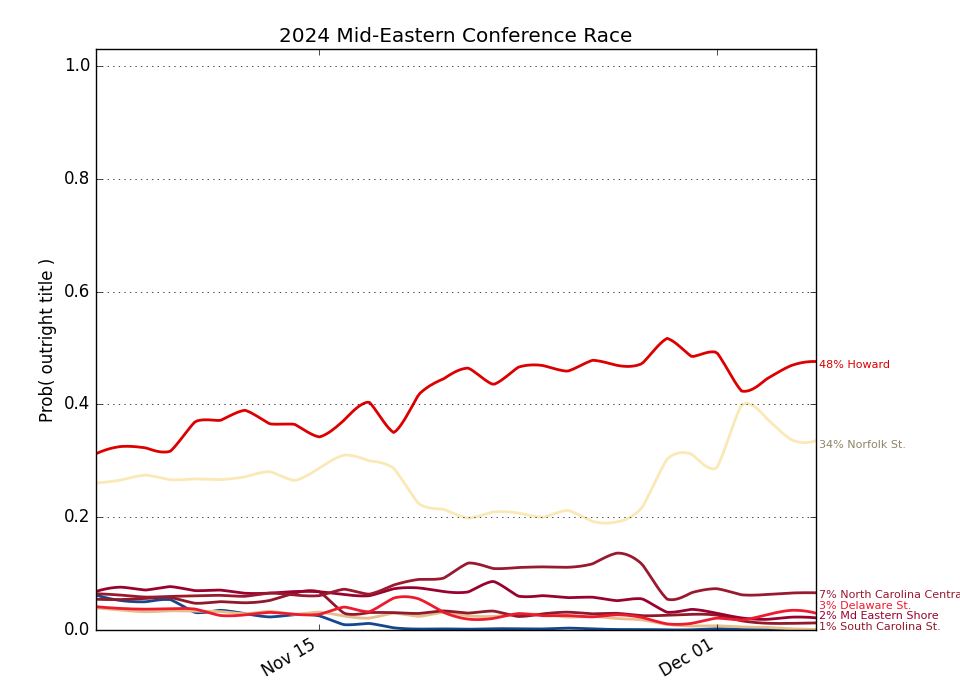 2024 Mid-Eastern Conference Race
1.0
0.8
0.6
0.4
0.2
0.0
Prob( outright title )
Nov 15
Dec 01
48% Howard
34% Norfolk St.
7% North Carolina Centra
3% Delaware St.
2% Md Eastern Shore
1% South Carolina St.